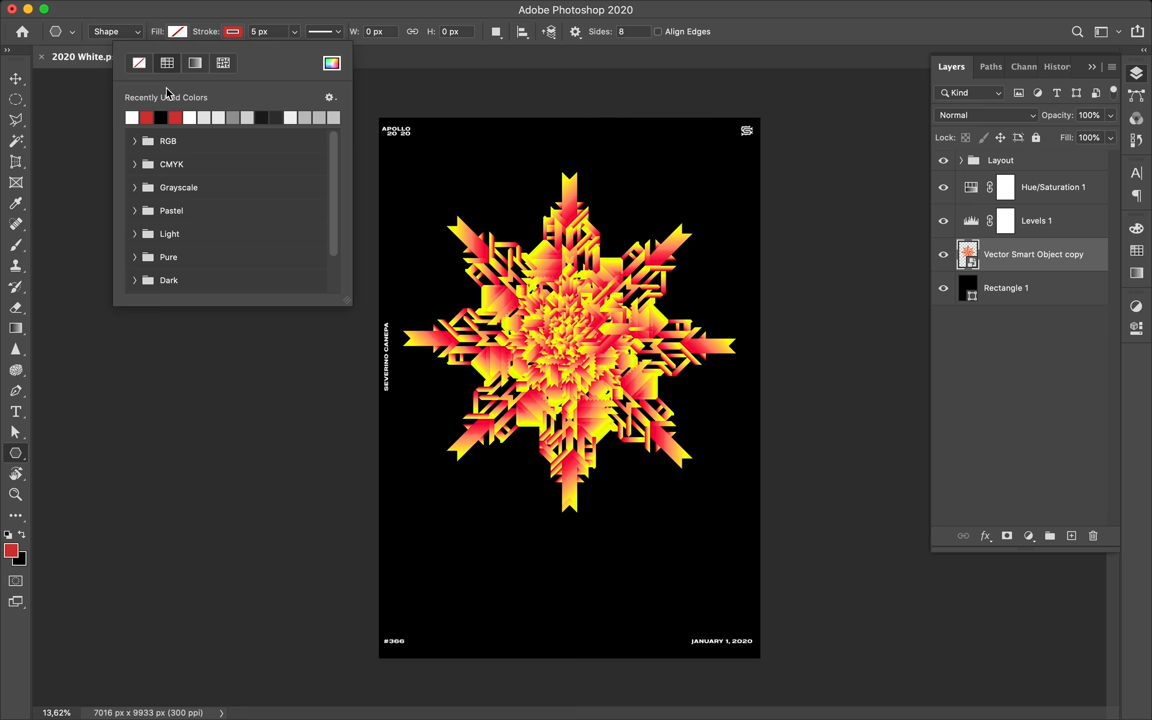 Adobe Photoshop 2020
Shape Fill: Stroke: 5 px W: 0 px H: 0 px Sides: 8 Align Edges
2020 White.p
Recently Used Colors
RGB
CMYK
Grayscale
Pastel
Light
Pure
Dark
APOLLO
20 20
SEVERINO CANEPA
#366
JANUARY 1, 2020
Layers Paths Chann Histor
Kind
Normal Opacity: 100%
Lock: Fill: 100%
Layout
Hue/Saturation 1
Levels 1
Vector Smart Object copy
Rectangle 1
13,62% 7016 px x 9933 px (300 ppi)